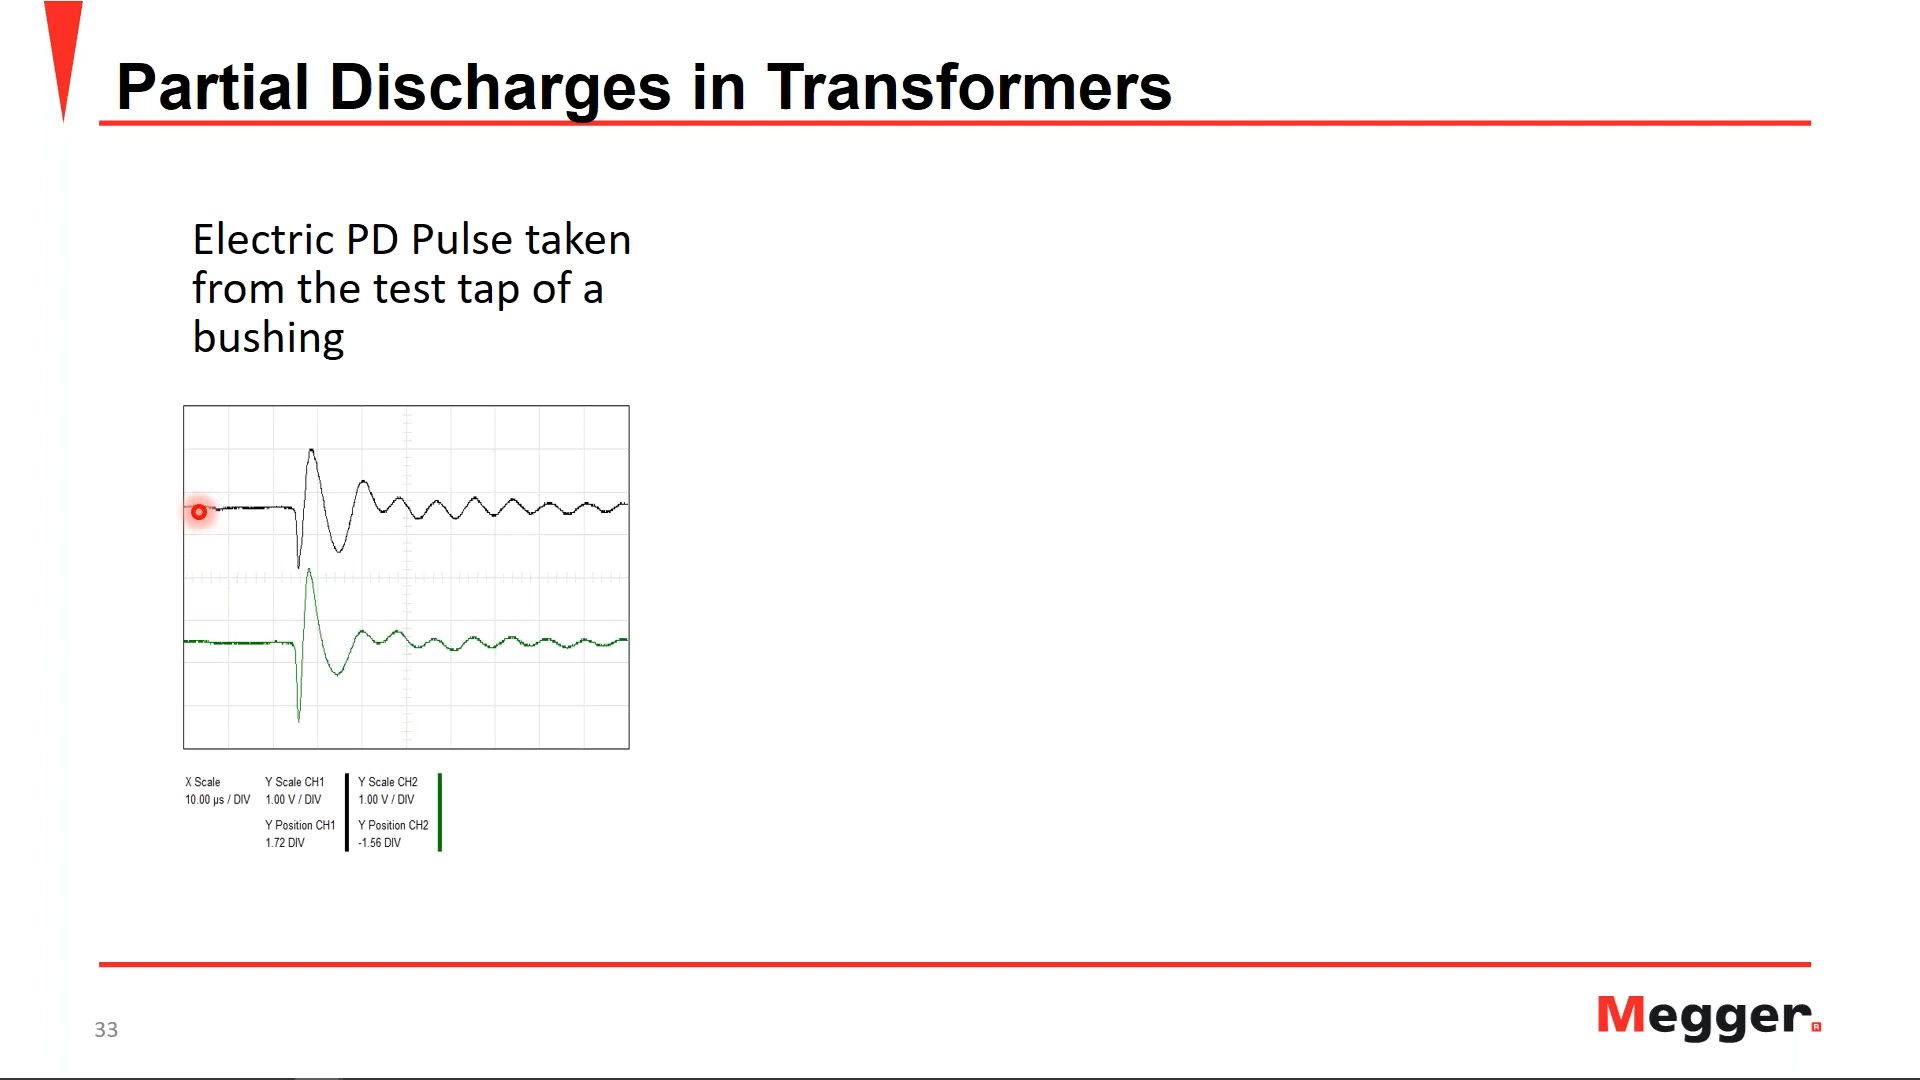 Partial Discharges in Transformers
Electric PD Pulse taken
from the test tap of a
bushing
X Scale
10.00 µs / DIV
Y Scale CH1
1.00 V / DIV
Y Position CH1
1.72 DIV
Y Scale CH2
1.00 V / DIV
Y Position CH2
-1.56 DIV
33
Megger®